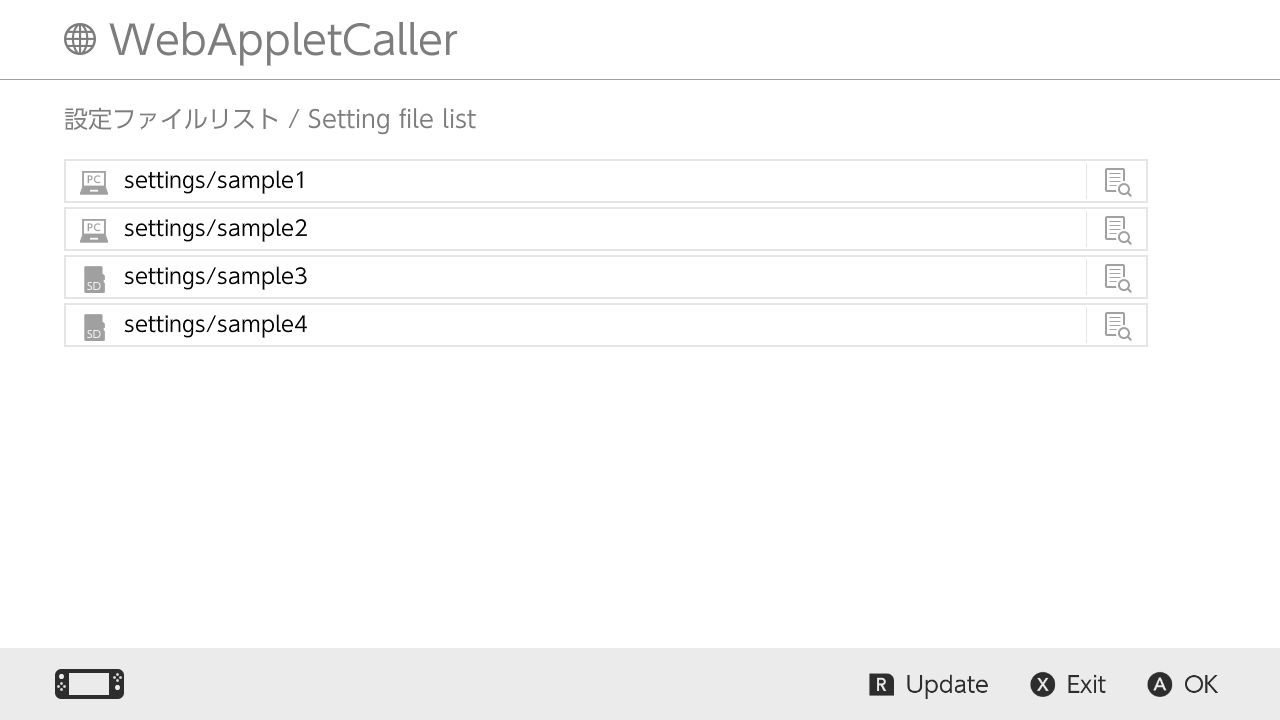 WebAppletCaller
設定ファイルリスト / Setting file list
PC settings/sample1
PC settings/sample2
SD settings/sample3
SD settings/sample4
R Update X Exit A OK